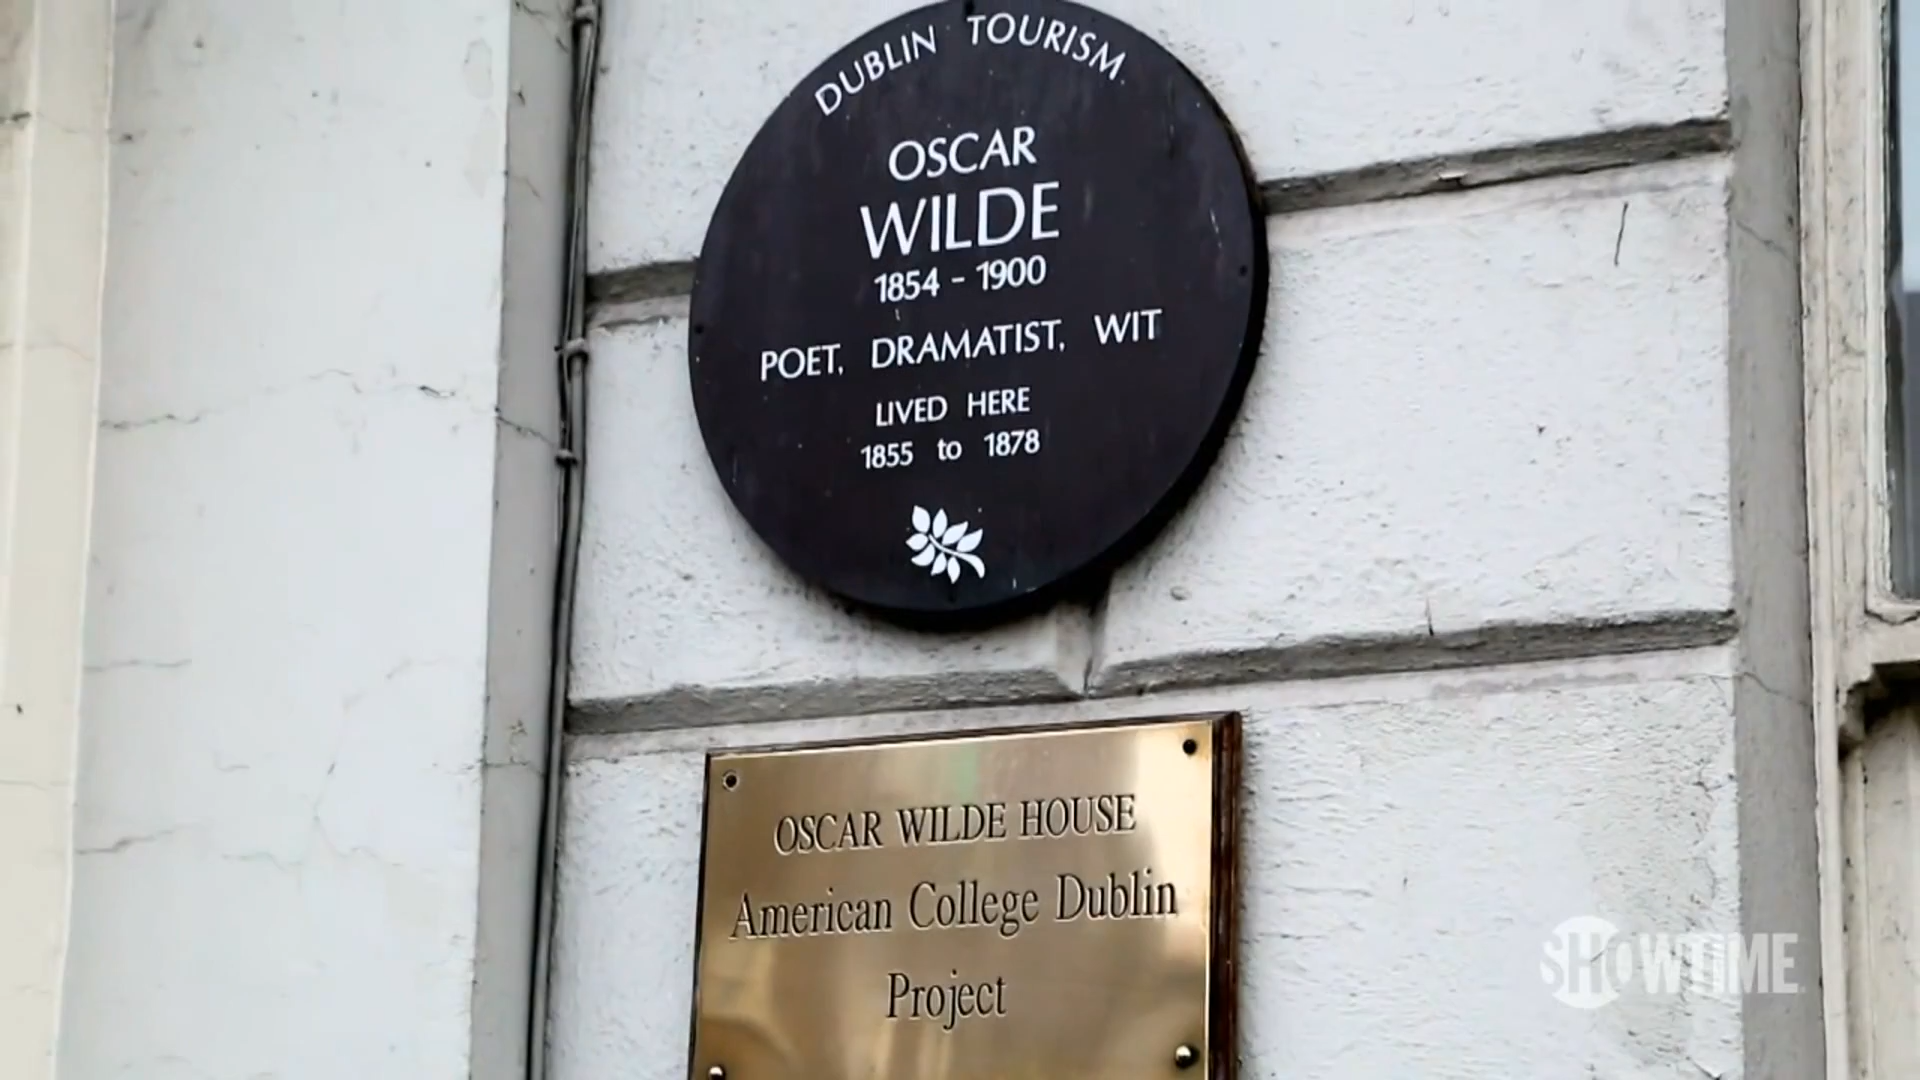 DUBLIN TOURISM
OSCAR
WILDE
1854 - 1900
POET, DRAMATIST, WIT
LIVED HERE
1855 to 1878
OSCAR WILDE HOUSE
American College Dublin
Project
SHOWTIME